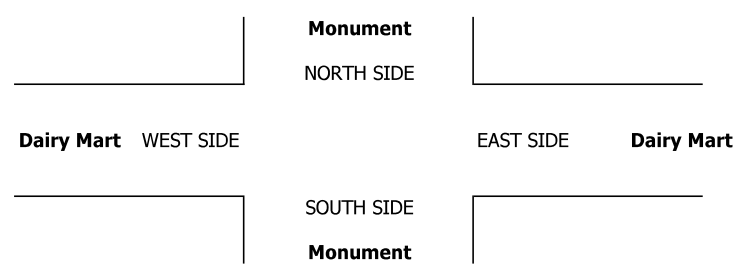 Monument
NORTH SIDE
Dairy Mart WEST SIDE EAST SIDE Dairy Mart
SOUTH SIDE
Monument